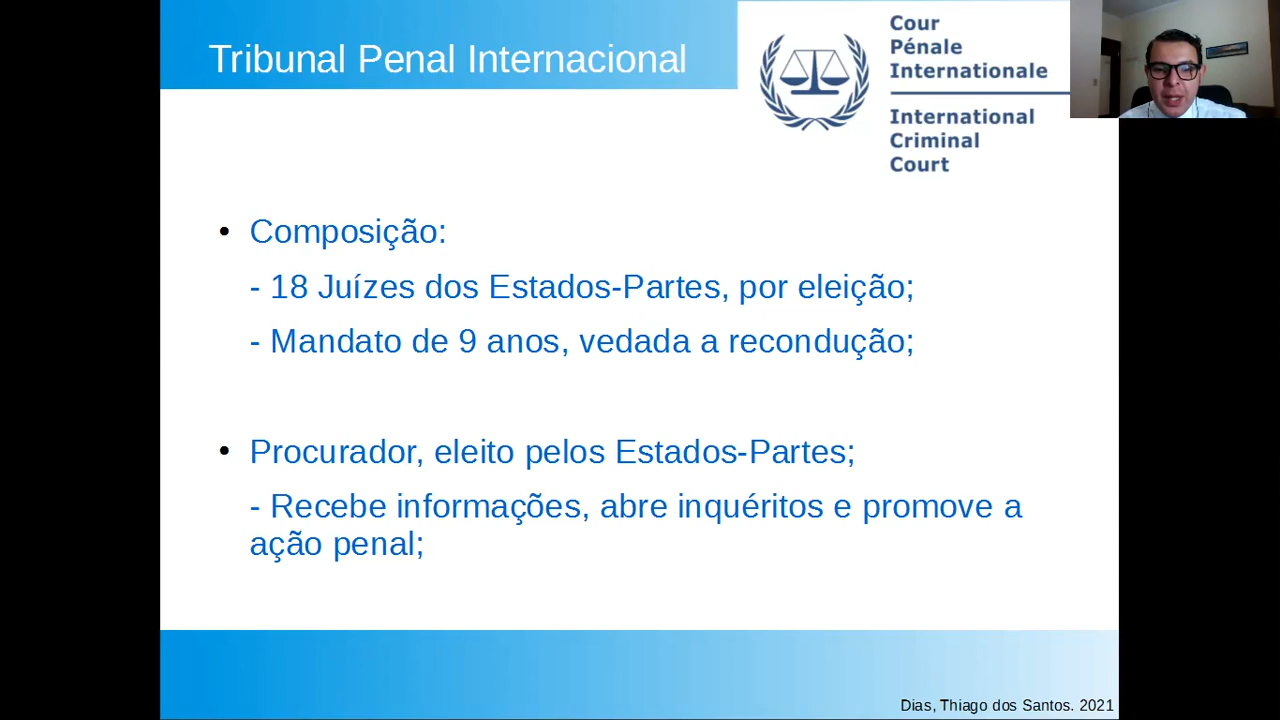 Tribunal Penal Internacional
Cour
Pénale
Internationale
International
Criminal
Court
• Composição:
- 18 Juízes dos Estados-Partes, por eleição;
- Mandato de 9 anos, vedada a recondução;
• Procurador, eleito pelos Estados-Partes;
- Recebe informações, abre inquéritos e promove a
ação penal;
Dias, Thiago dos Santos. 2021